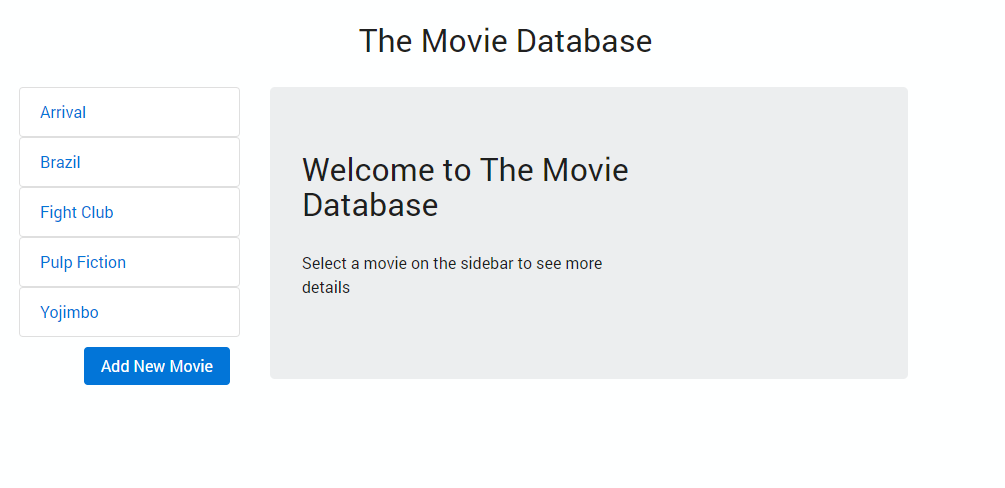 The Movie Database
Arrival
Brazil
Fight Club
Pulp Fiction
Yojimbo
Add New Movie
Welcome to The Movie
Database
Select a movie on the sidebar to see more
details